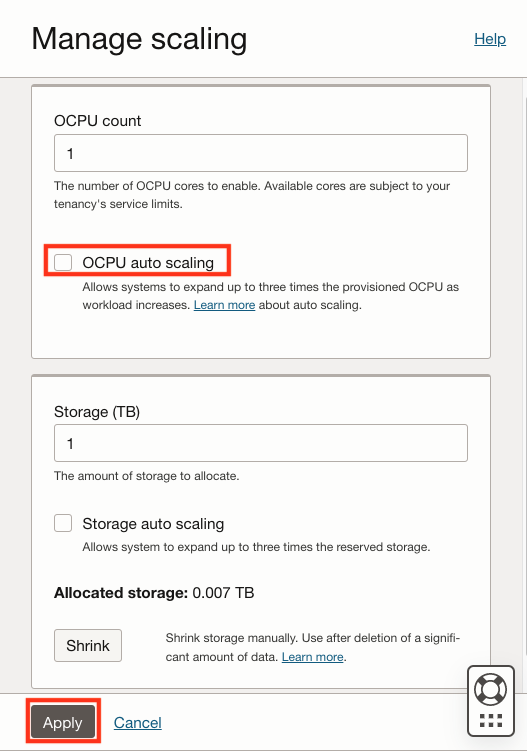 Manage scaling
Help
OCPU count
1
The number of OCPU cores to enable. Available cores are subject to your
tenancy's service limits.
OCPU auto scaling
Allows systems to expand up to three times the provisioned OCPU as
workload increases. Learn more about auto scaling.
Storage (TB)
1
The amount of storage to allocate.
Storage auto scaling
Allows system to expand up to three times the reserved storage.
Allocated storage: 0.007 TB
Shrink
Shrink storage manually. Use after deletion of a signifi-
cant amount of data. Learn more.
Apply
Cancel